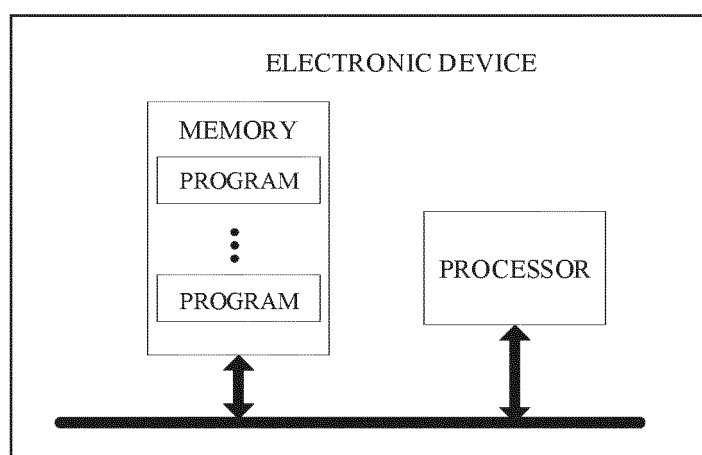 ELECTRONIC DEVICE
MEMORY
PROGRAM
PROGRAM
PROCESSOR